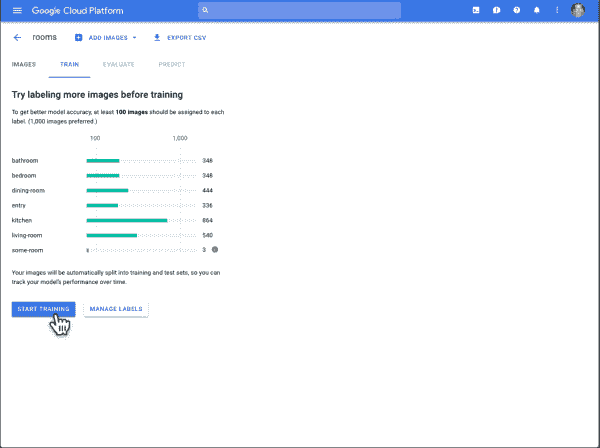 Google Cloud Platform
rooms ADD IMAGES EXPORT CSV
IMAGES TRAIN EVALUATE PREDICT
Try labeling more images before training
To get better model accuracy, at least 100 images should be assigned to each
label. (1,000 images preferred.)
100 1,000
bathroom 348
bedroom 348
dining-room 444
entry 336
kitchen 864
living-room 540
some-room 3
Your images will be automatically split into training and test sets, so you can
track your model's performance over time.
START TRAINING MANAGE LABELS